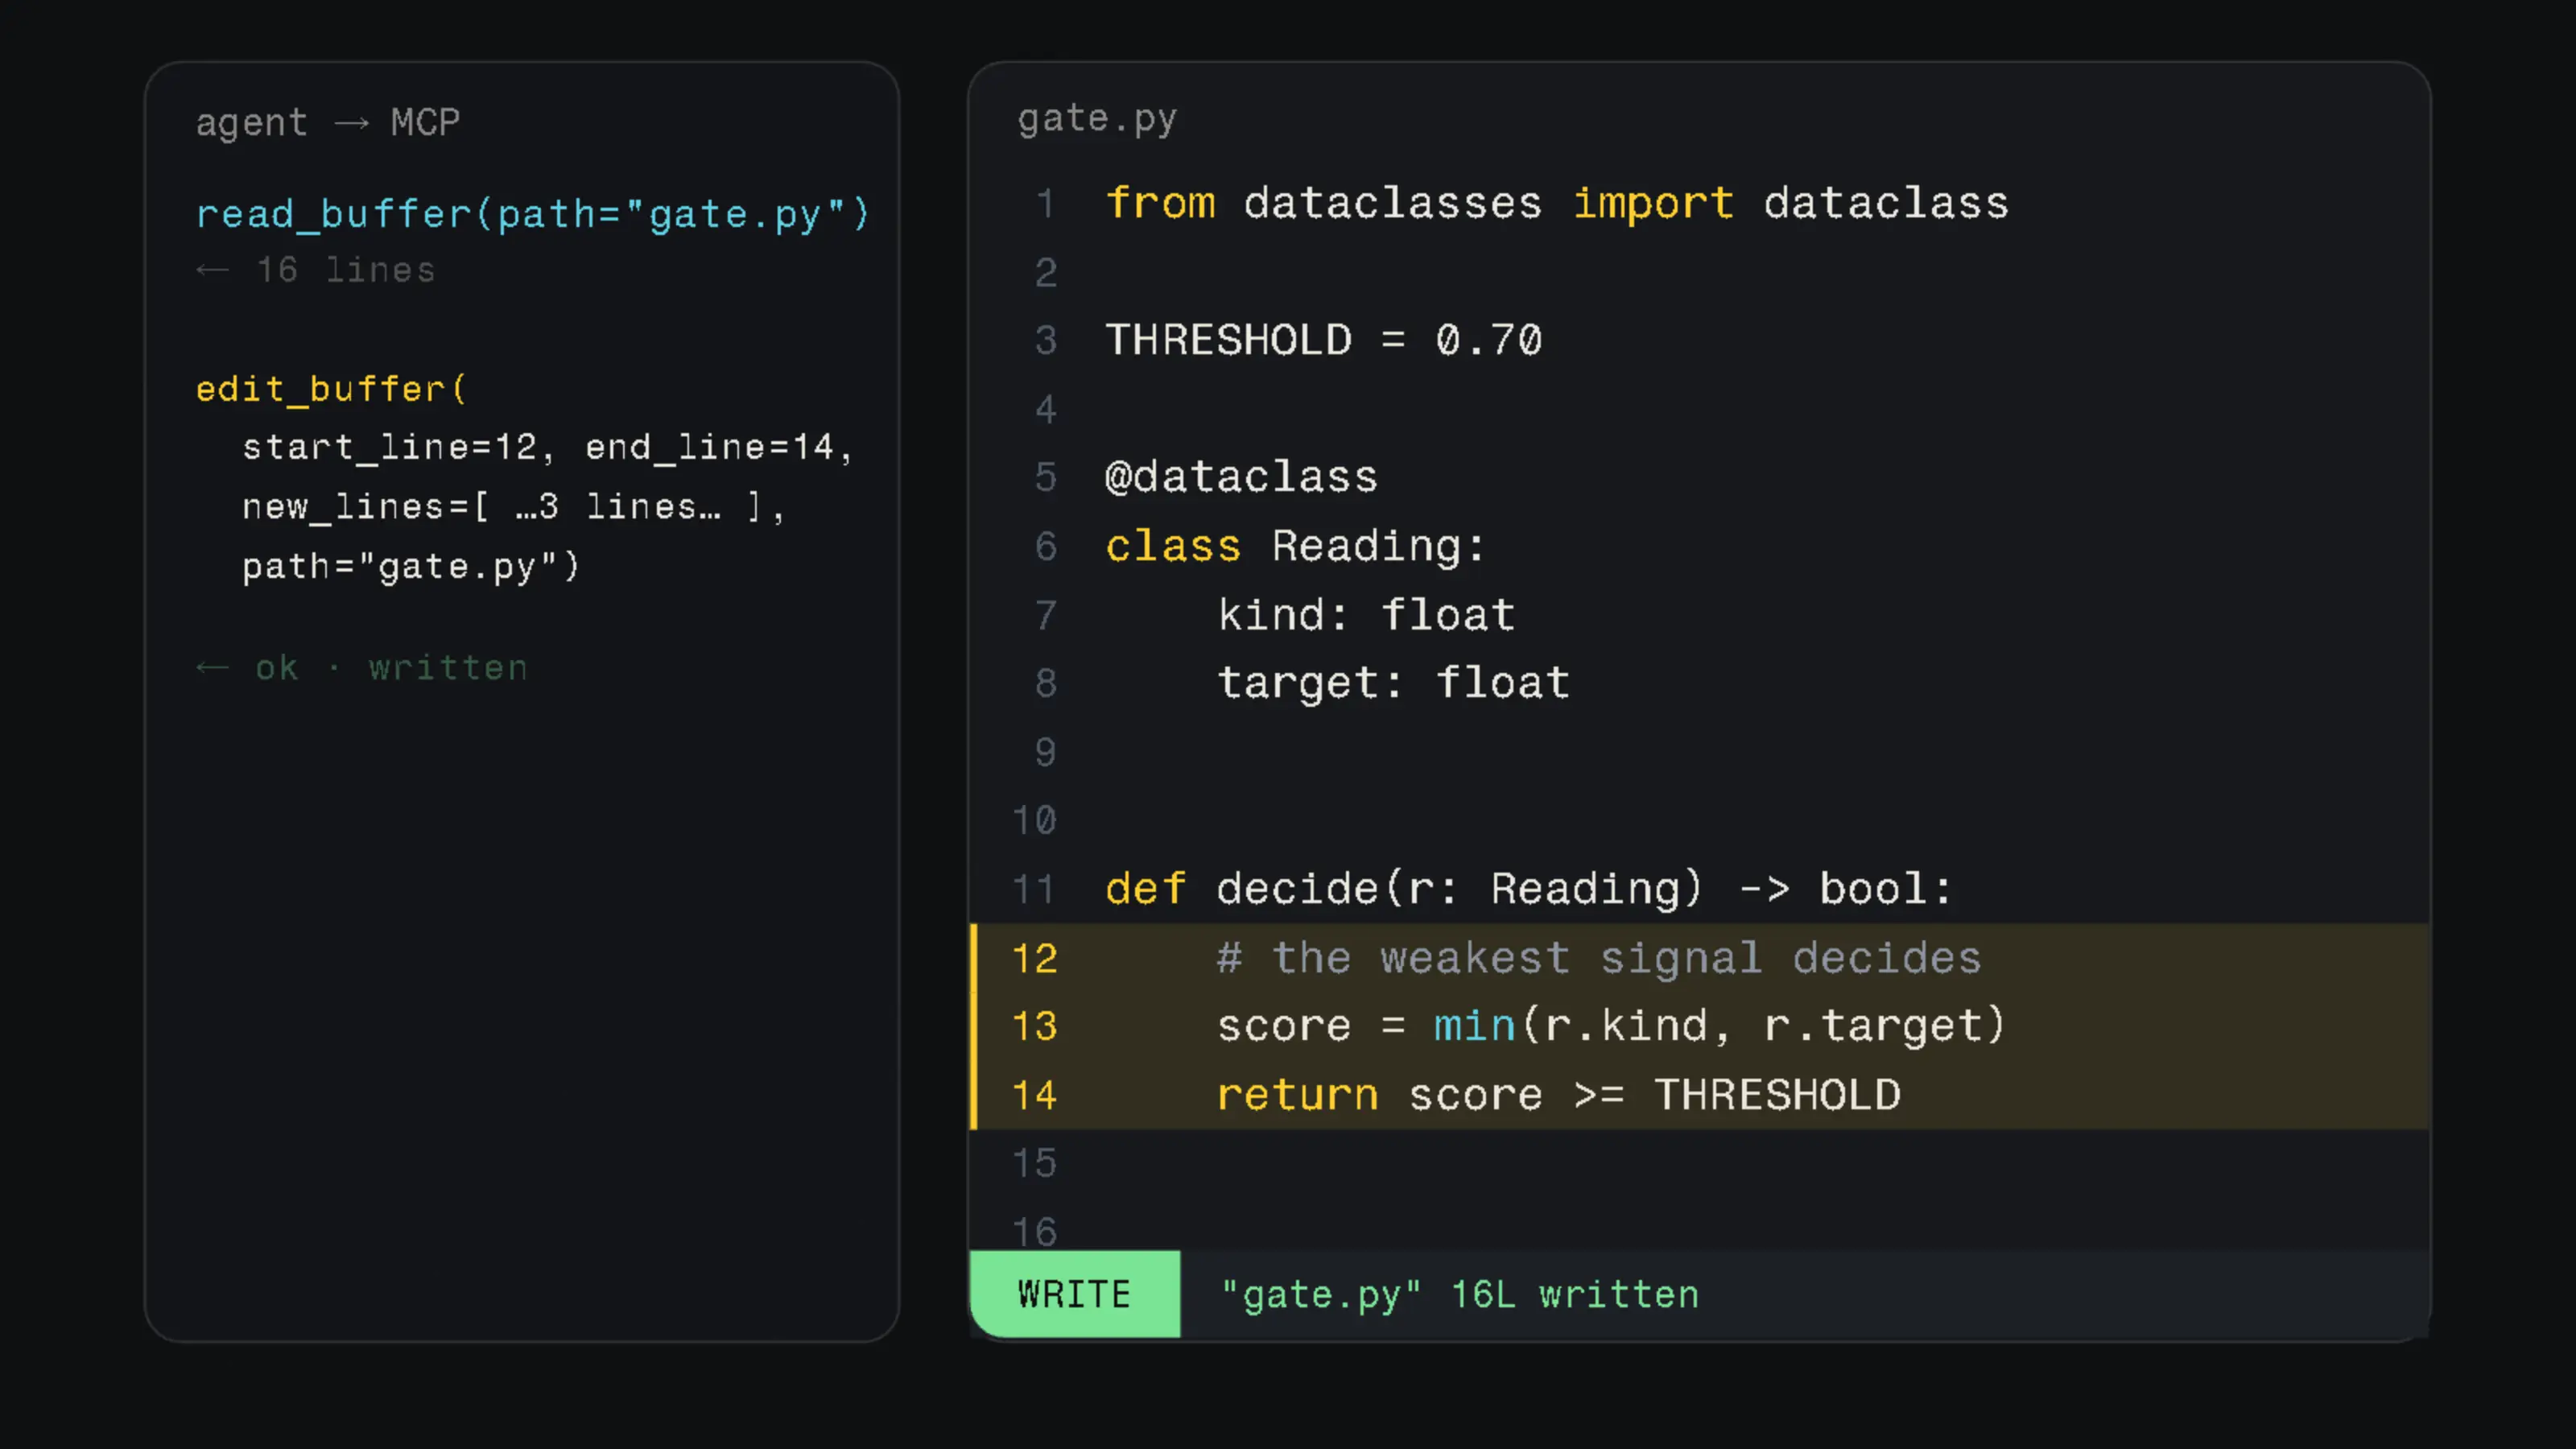 agent → MCP
read_buffer(path="gate.py")
← 16 lines
edit_buffer(
  start_line=12, end_line=14,
  new_lines=[ …3 lines… ],
  path="gate.py")
← ok · written
gate.py
1 from dataclasses import dataclass
2
3 THRESHOLD = 0.70
4
5 @dataclass
6 class Reading:
7     kind: float
8     target: float
9
10
11 def decide(r: Reading) -> bool:
12     # the weakest signal decides
13     score = min(r.kind, r.target)
14     return score >= THRESHOLD
15
16
WRITE "gate.py" 16L written